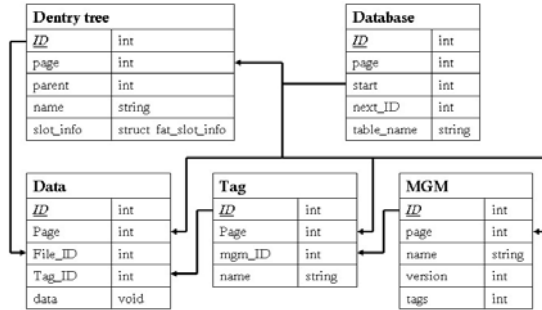 Dentry tree
ID int
page int
parent int
name string
slot_info struct fat_slot_info
Database
ID int
page int
start int
next_ID int
table_name string
Data
ID int
Page int
File_ID int
Tag_ID int
data void
Tag
ID int
Page int
mgm_ID int
name string
MGM
ID int
page int
name string
version int
tags int